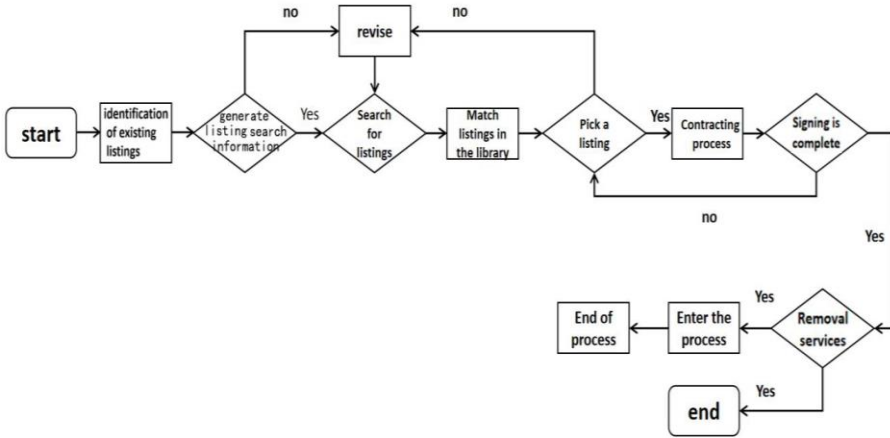 no
revise
no
start
identification
of existing
listings
generate
listing search
information
Yes
Search
for
listings
Match
listings in
the library
Pick a
listing
Yes
Contracting
process
Signing is
complete
no
Yes
End of
process
Enter the
process
Yes
Removal
services
end
Yes